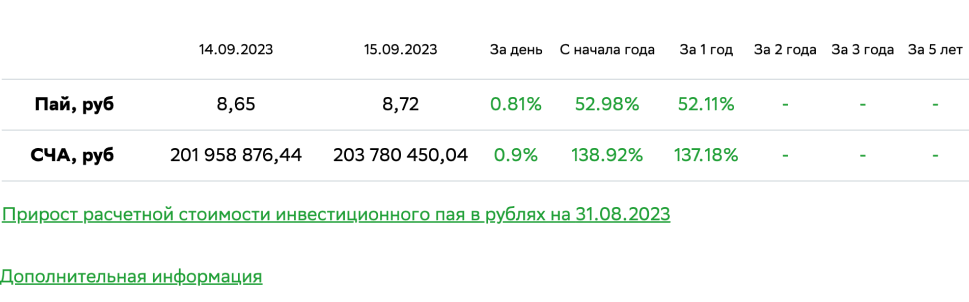 14.09.2023 15.09.2023 За день С начала года За 1 год За 2 года За 3 года За 5 лет
Пай, руб 8,65 8,72 0.81% 52.98% 52.11% - - -
СЧА, руб 201 958 876,44 203 780 450,04 0.9% 138.92% 137.18% - - -
Прирост расчетной стоимости инвестиционного пая в рублях на 31.08.2023
Дополнительная информация